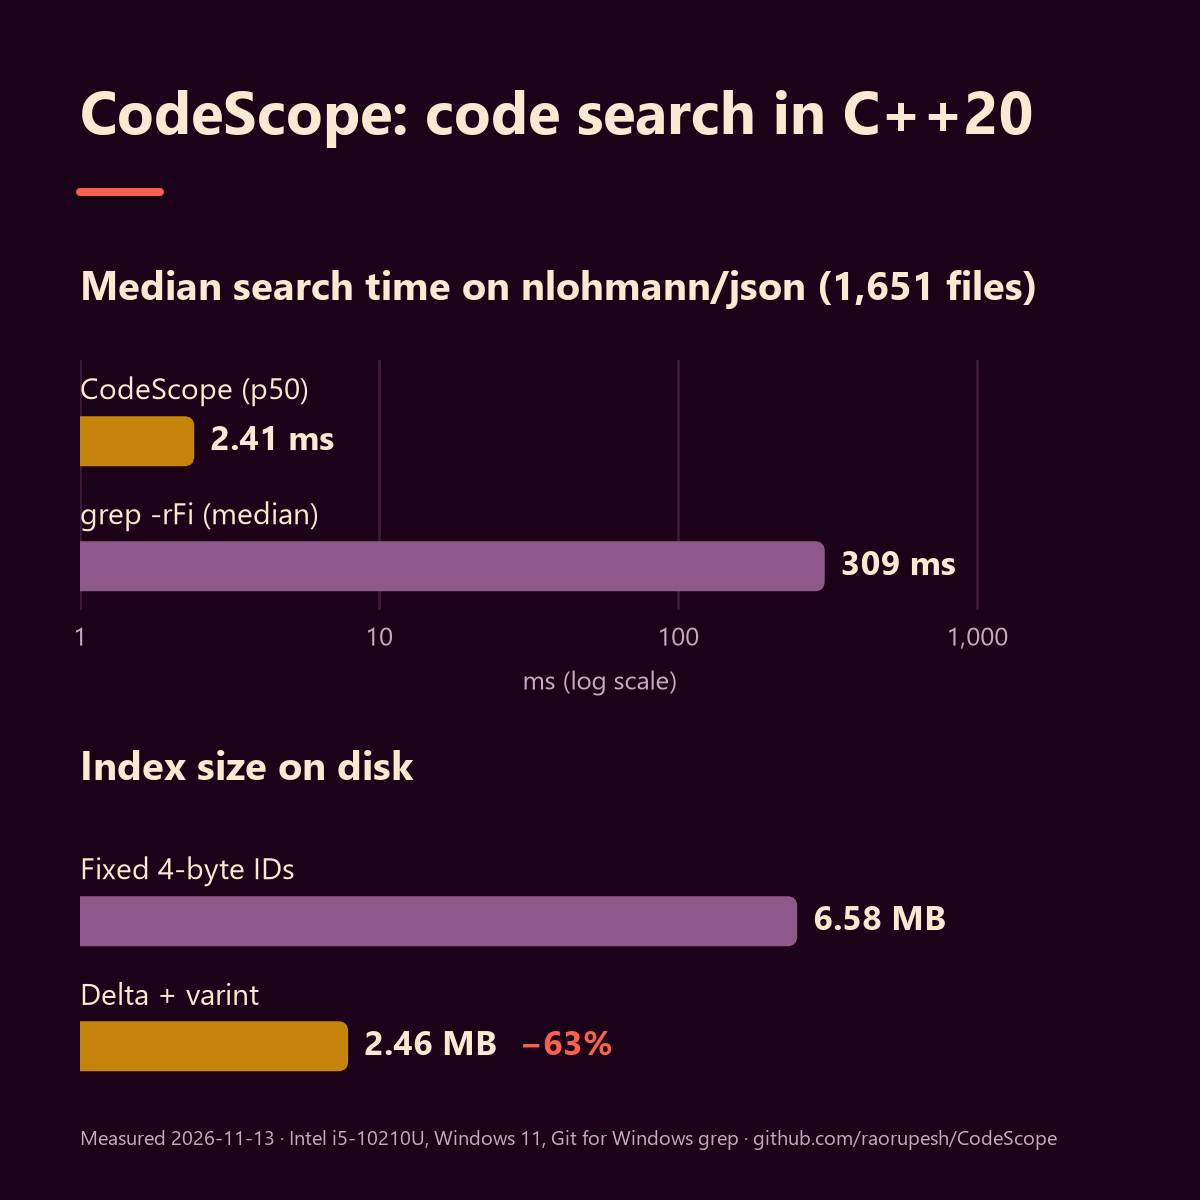 CodeScope: code search in C++20
Median search time on nlohmann/json (1,651 files)
CodeScope (p50)
2.41 ms
grep -rFi (median)
309 ms
1 10 100 1,000
ms (log scale)
Index size on disk
Fixed 4-byte IDs
6.58 MB
Delta + varint
2.46 MB −63%
Measured 2026-11-13 · Intel i5-10210U, Windows 11, Git for Windows grep · github.com/raorupesh/CodeScope